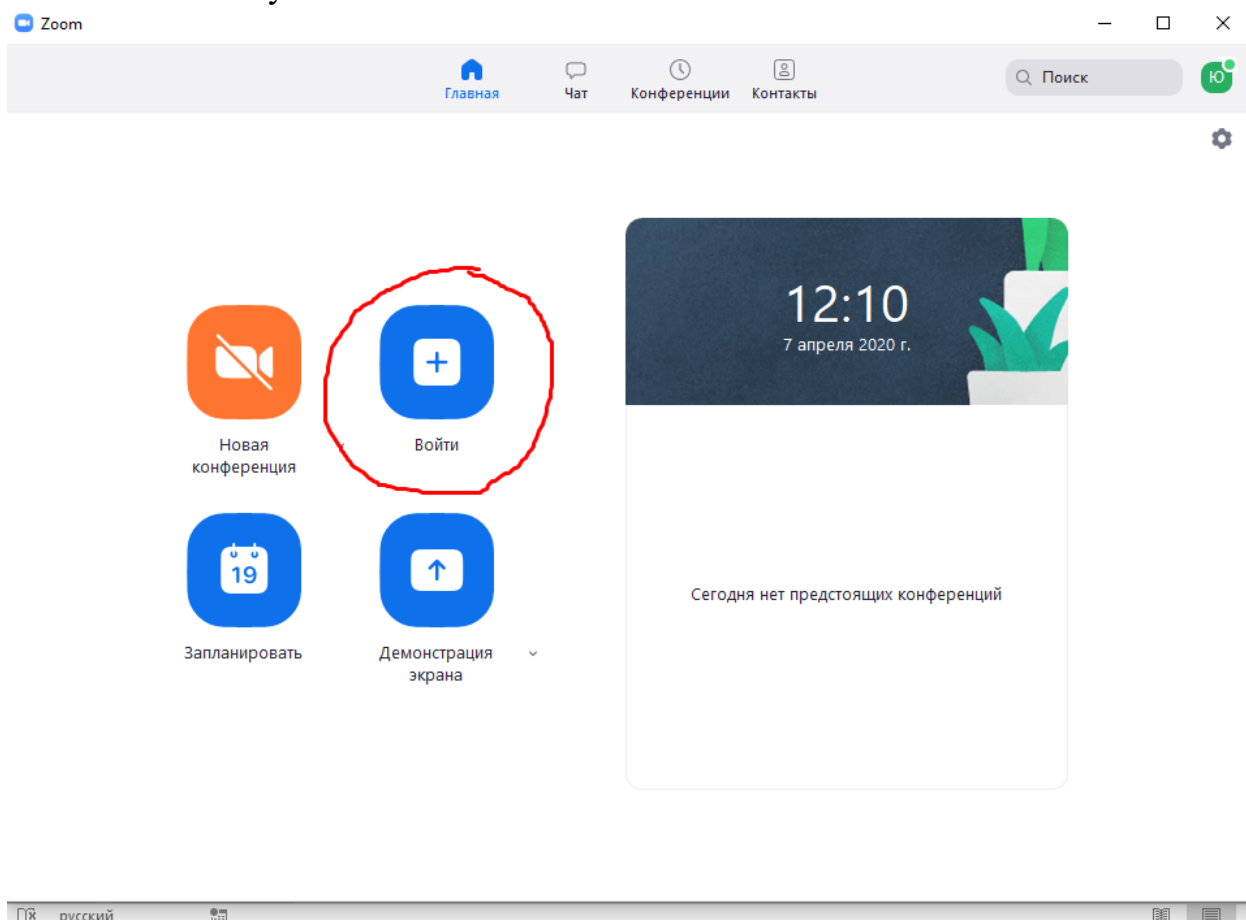 Zoom
Главная
Чат
Конференции
Контакты
Поиск
Ю
12:10
7 апреля 2020 г.
Новая
конференция
Войти
19
Запланировать
Демонстрация
экрана
Сегодня нет предстоящих конференций
русский